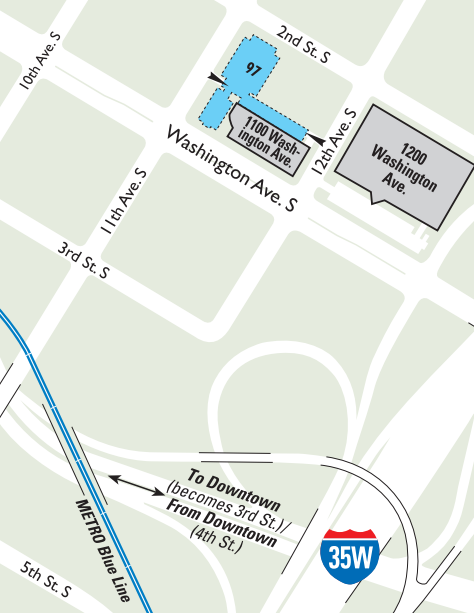 2nd St. S
10th Ave. S
97
1100 Wash-
ington Ave.
12th Ave. S
1200
Washington
Ave.
Washington Ave. S
11th Ave. S
3rd St. S
To Downtown
(becomes 3rd St.)/
From Downtown
(4th St.)
METRO Blue Line
35W
5th St. S